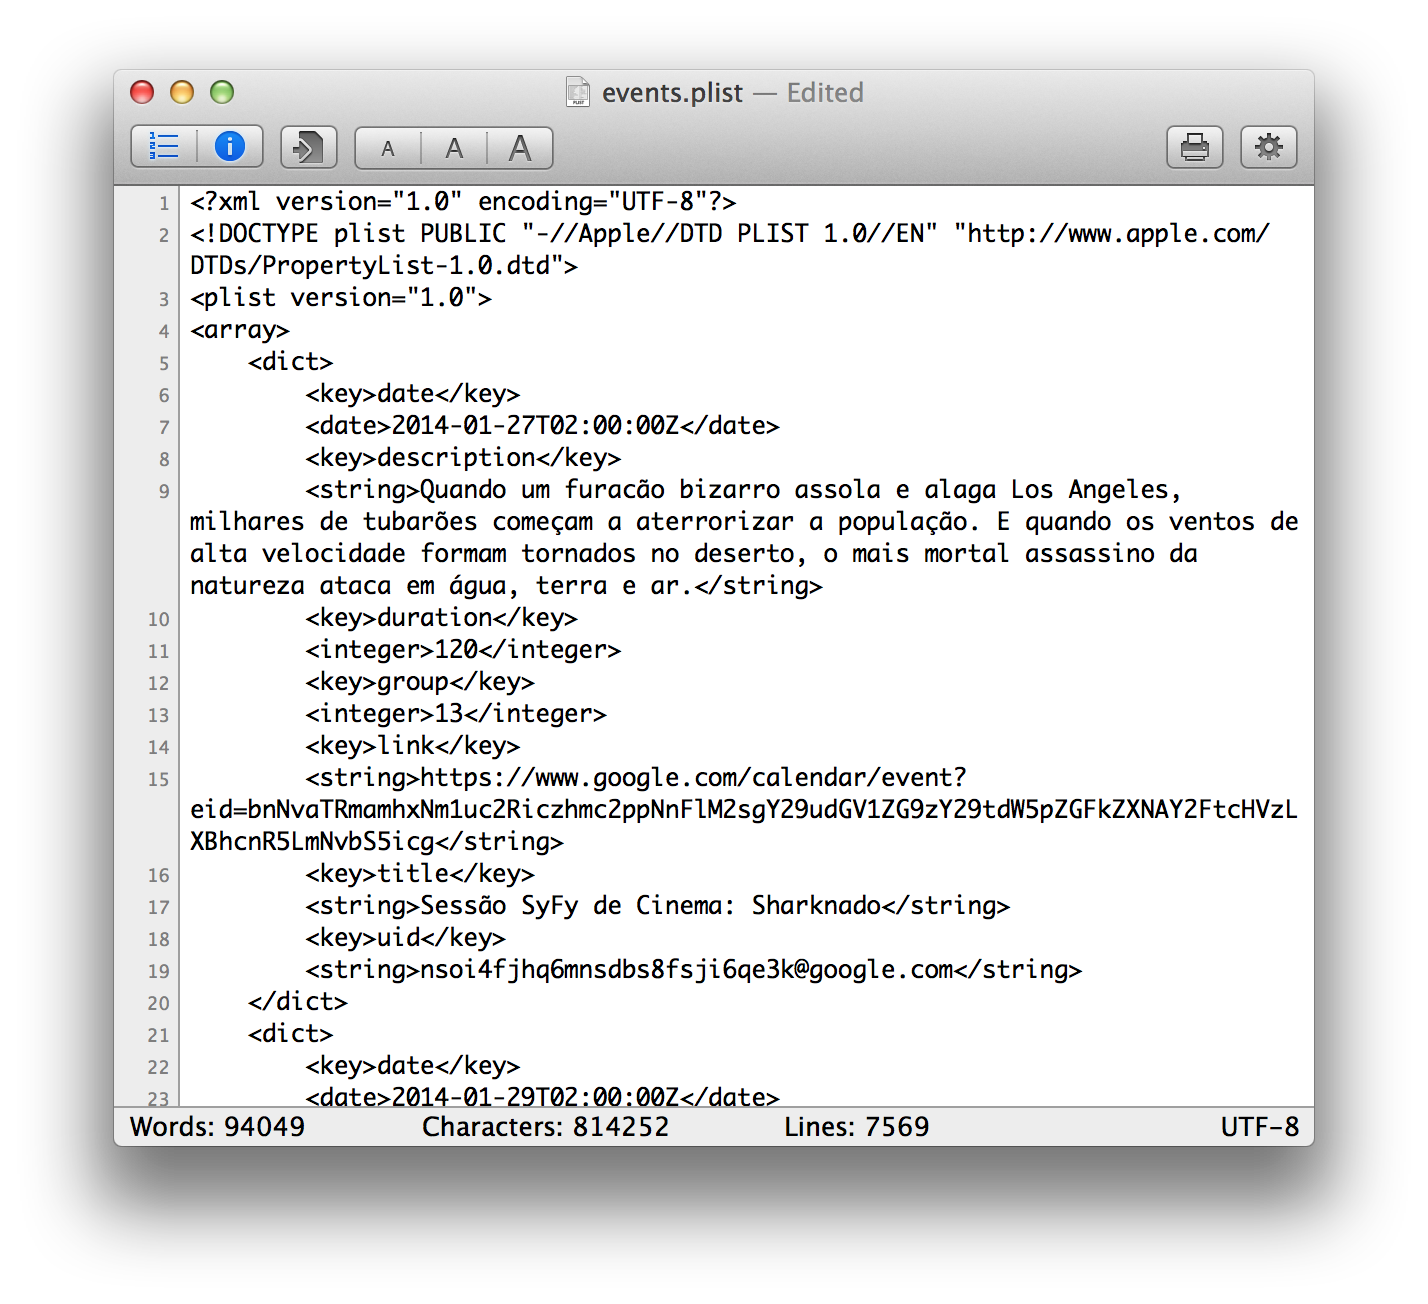 events.plist — Edited
A A A
1 <?xml version="1.0" encoding="UTF-8"?>
2 <!DOCTYPE plist PUBLIC "-//Apple//DTD PLIST 1.0//EN" "http://www.apple.com/
DTDs/PropertyList-1.0.dtd">
3 <plist version="1.0">
4 <array>
5 <dict>
6 <key>date</key>
7 <date>2014-01-27T02:00:00Z</date>
8 <key>description</key>
9 <string>Quando um furacão bizarro assola e alaga Los Angeles,
milhares de tubarões começam a aterrorizar a população. E quando os ventos de
alta velocidade formam tornados no deserto, o mais mortal assassino da
natureza ataca em água, terra e ar.</string>
10 <key>duration</key>
11 <integer>120</integer>
12 <key>group</key>
13 <integer>13</integer>
14 <key>link</key>
15 <string>https://www.google.com/calendar/event?
eid=bnNvaTRmamhxNm1uc2Riczhmc2ppNnFlM2sgY29udGV1ZG9zY29tdW5pZGFkZXNAY2FtcHVzL
XBhcnR5LmNvbS5icg</string>
16 <key>title</key>
17 <string>Sessão SyFy de Cinema: Sharknado</string>
18 <key>uid</key>
19 <string>nsoi4fjhq6mnsdbs8fsji6qe3k@google.com</string>
20 </dict>
21 <dict>
22 <key>date</key>
23 <date>2014-01-29T02:00:00Z</date>
Words: 94049 Characters: 814252 Lines: 7569 UTF-8